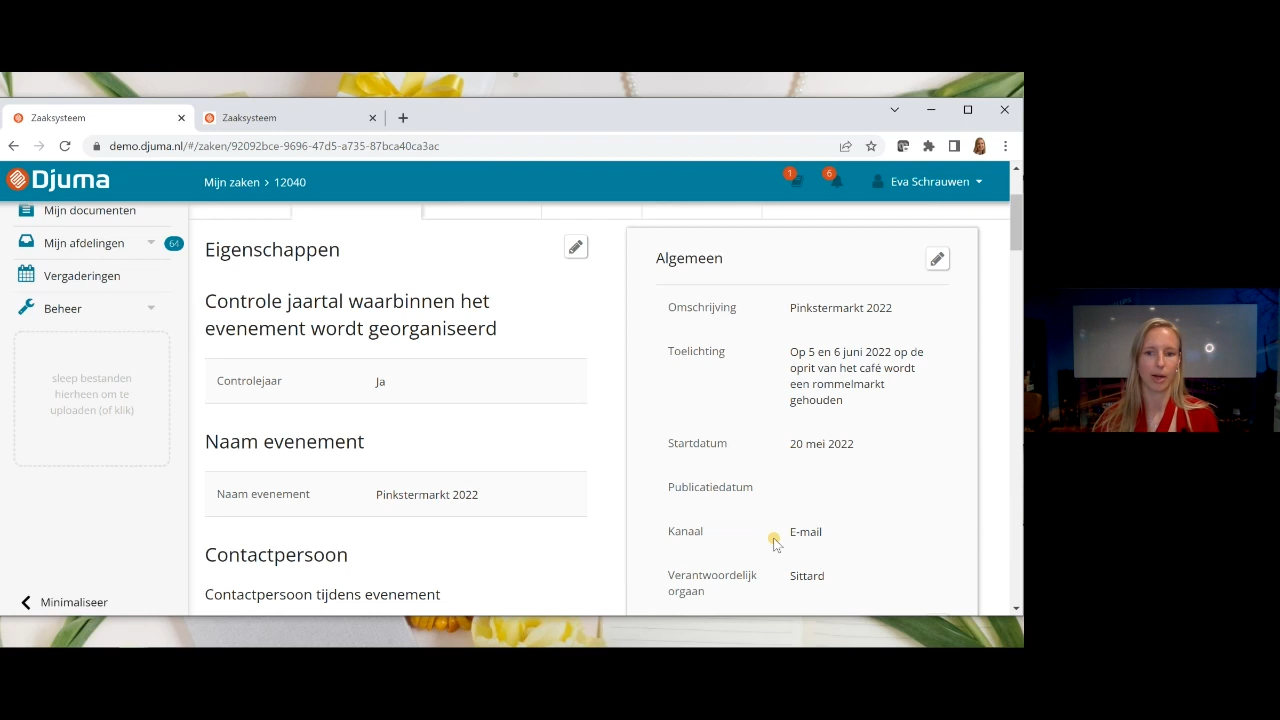 Zaaksysteem
Zaaksysteem
demo.djuma.nl/#/zaken/92092bce-9696-47d5-a735-87bca40ca3ac
Djuma
Mijn zaken > 12040
1
6
Eva Schrauwen
Mijn documenten
Mijn afdelingen
64
Vergaderingen
Beheer
sleep bestanden
hierheen om te
uploaden (of klik)
Minimaliseer
Eigenschappen
Controle jaartal waarbinnen het
evenement wordt georganiseerd
Controlejaar Ja
Naam evenement
Naam evenement Pinkstermarkt 2022
Contactpersoon
Contactpersoon tijdens evenement
Algemeen
Omschrijving Pinkstermarkt 2022
Toelichting Op 5 en 6 juni 2022 op de
oprit van het café wordt
een rommelmarkt
gehouden
Startdatum 20 mei 2022
Publicatiedatum
Kanaal E-mail
Verantwoordelijk Sittard
orgaan